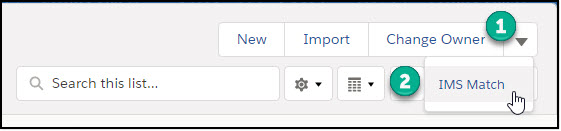 New Import Change Owner 1
Search this list... 2 IMS Match